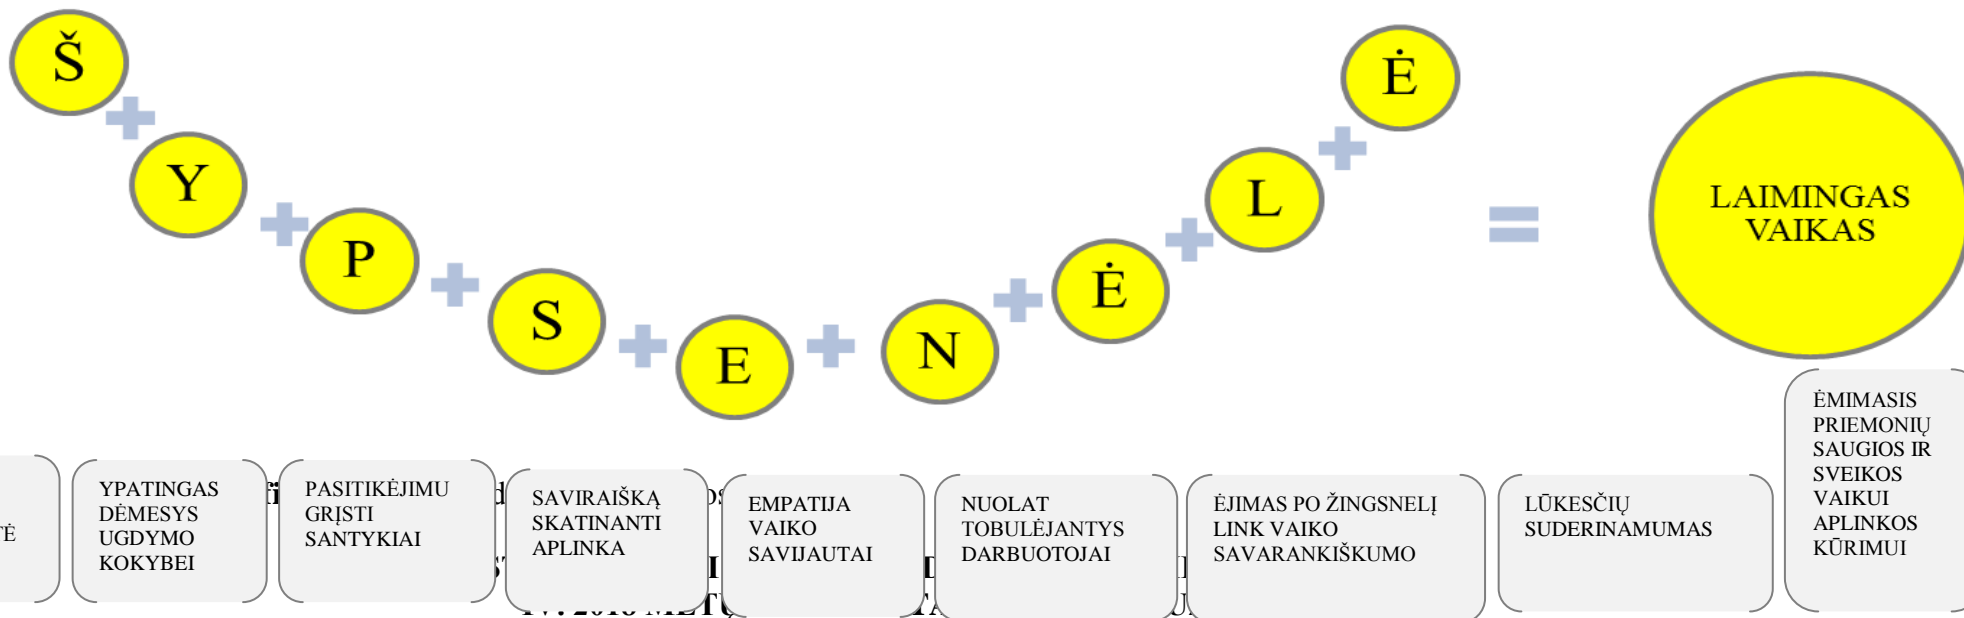 Š
Y
P
S
E
N
Ė
L
Ė
LAIMINGAS
VAIKAS
TĖ
YPATINGAS
DĖMESYS
UGDYMO
KOKYBEI
PASITIKĖJIMU
GRĮSTI
SANTYKIAI
SAVIRAIŠKĄ
SKATINANTI
APLINKA
EMPATIJA
VAIKO
SAVIJAUTAI
NUOLAT
TOBULĖJANTYS
DARBUOTOJAI
ĖJIMAS PO ŽINGSNELĮ
LINK VAIKO
SAVARANKIŠKUMO
LŪKESČIŲ
SUDERINAMUMAS
ĖMIMASIS
PRIEMONIŲ
SAUGIOS IR
SVEIKOS
VAIKUI
APLINKOS
KŪRIMUI